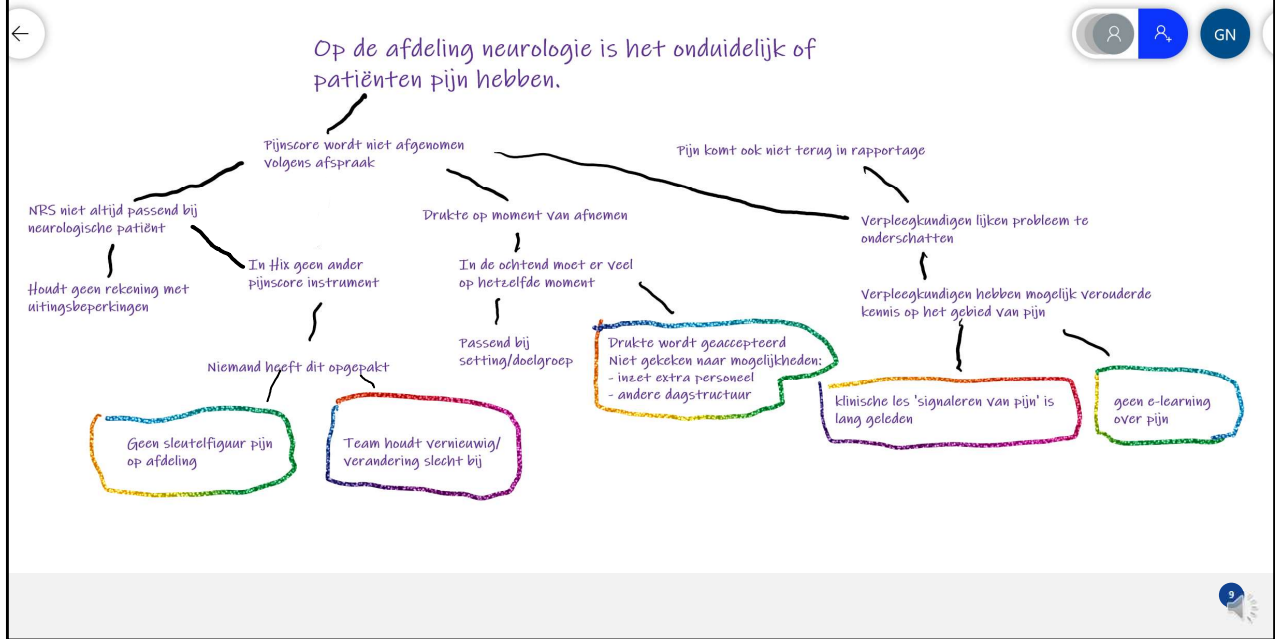 GN
Op de afdeling neurologie is het onduidelijk of
patiënten pijn hebben.
Pijnscore wordt niet afgenomen
volgens afspraak
Pijn komt ook niet terug in rapportage
NRS niet altijd passend bij
neurologische patiënt
Drukte op moment van afnemen
Verpleegkundigen lijken probleem te
onderschatten
Houdt geen rekening met
uitingsbeperkingen
In Hix geen ander
pijnscore instrument
In de ochtend moet er veel
op hetzelfde moment
Verpleegkundigen hebben mogelijk verouderde
kennis op het gebied van pijn
Niemand heeft dit opgepakt
Passend bij
setting/doelgroep
Drukte wordt geaccepteerd
Niet gekeken naar mogelijkheden:
- inzet extra personeel
- andere dagstructuur
klinische les 'signaleren van pijn' is
lang geleden
geen e-learning
over pijn
Geen sleutelfiguur pijn
op afdeling
Team houdt vernieuwig/
verandering slecht bij
9